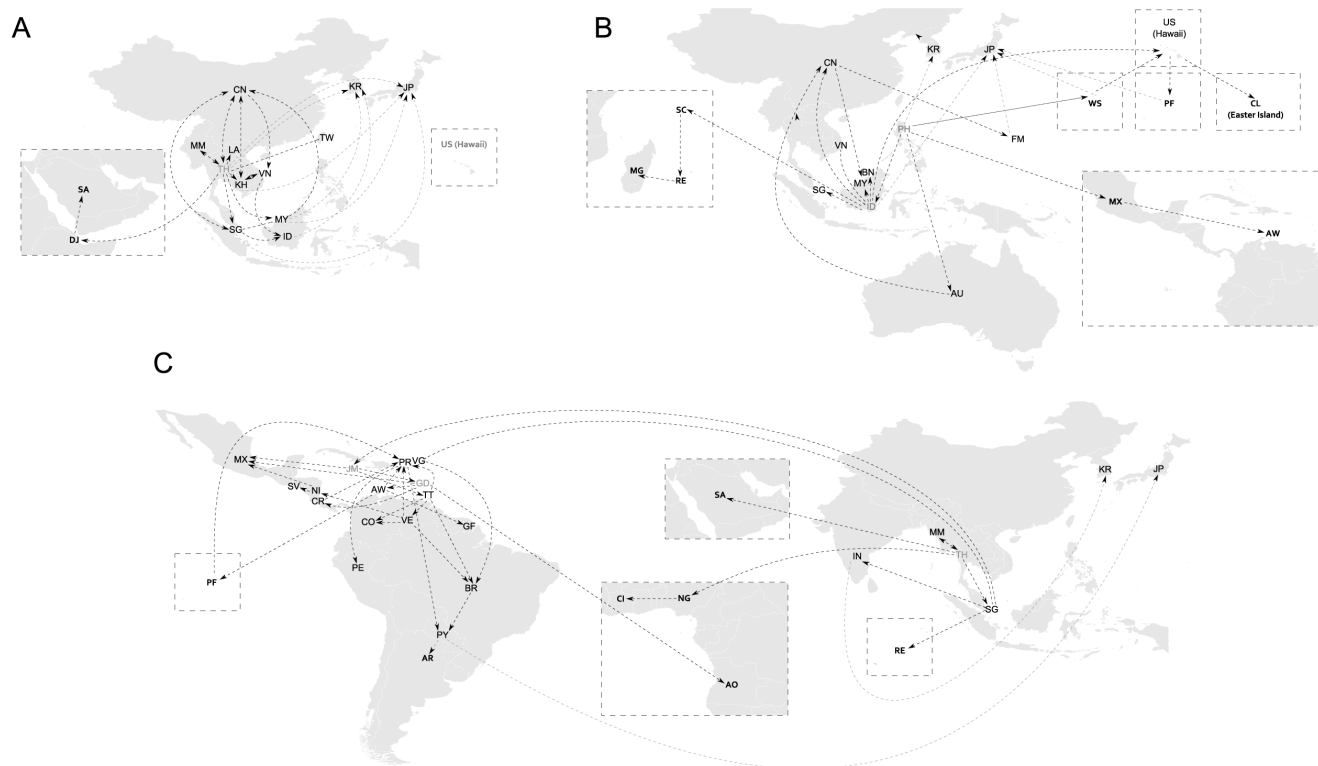 A
CN
KR
JP
TW
MM
LA
TH
VN
KH
MY
SG
ID
SA
DJ
US (Hawaii)
B
US
(Hawaii)
CN
KR
JP
WS
PF
CL
(Easter Island)
SC
PH
FM
VN
MG
RE
BN
MY
SG
ID
MX
AW
AU
C
MX
JM
PR
VG
GD
SV
NI
AW
TT
CR
CO
VE
GF
PE
PF
BR
PY
AR
SA
CI
NG
AO
KR
JP
MM
IN
TH
SG
RE